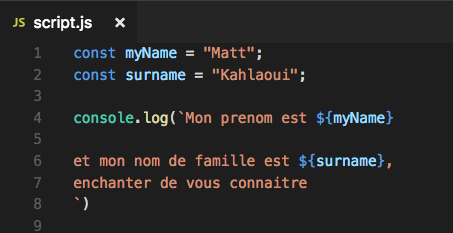 JS script.js ×
1 const myName = "Matt";
2 const surname = "Kahlaoui";
3
4 console.log(`Mon prenom est ${myName}
5
6 et mon nom de famille est ${surname},
7 enchanter de vous connaitre
8 `)
9